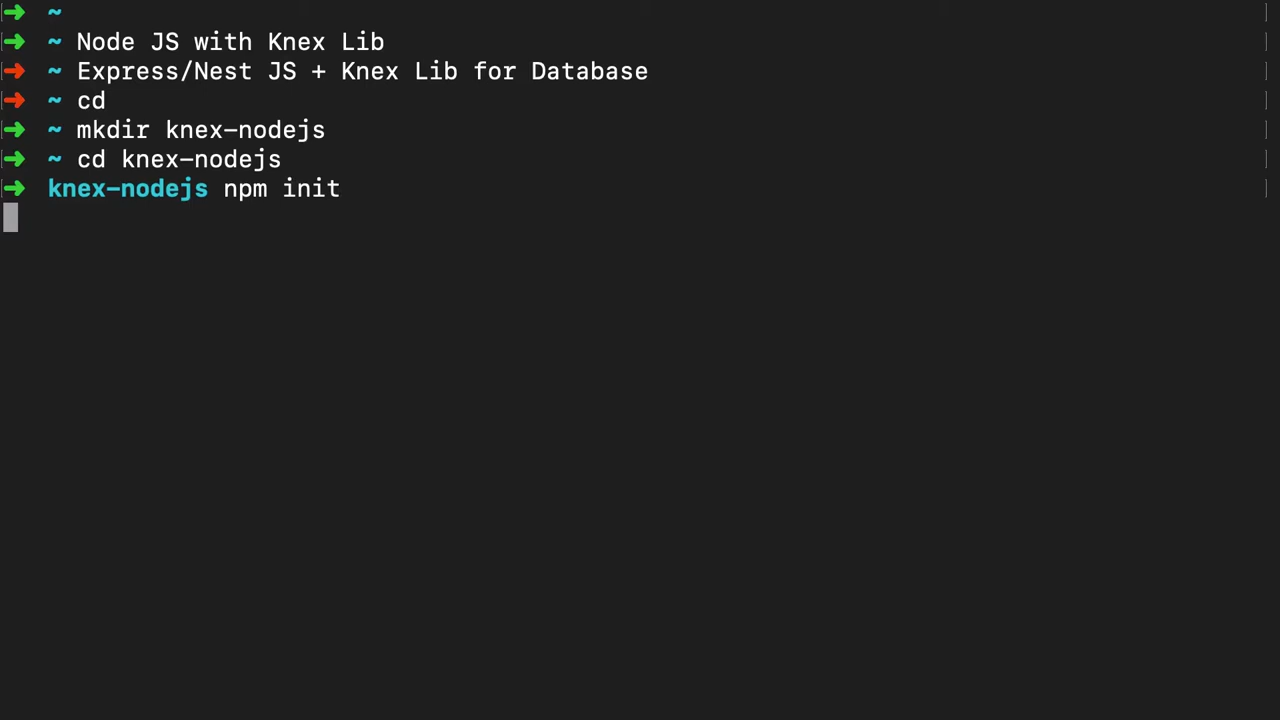 ➜ ~
➜ ~ Node JS with Knex Lib
➜ ~ Express/Nest JS + Knex Lib for Database
➜ ~ cd
➜ ~ mkdir knex-nodejs
➜ ~ cd knex-nodejs
➜ knex-nodejs npm init